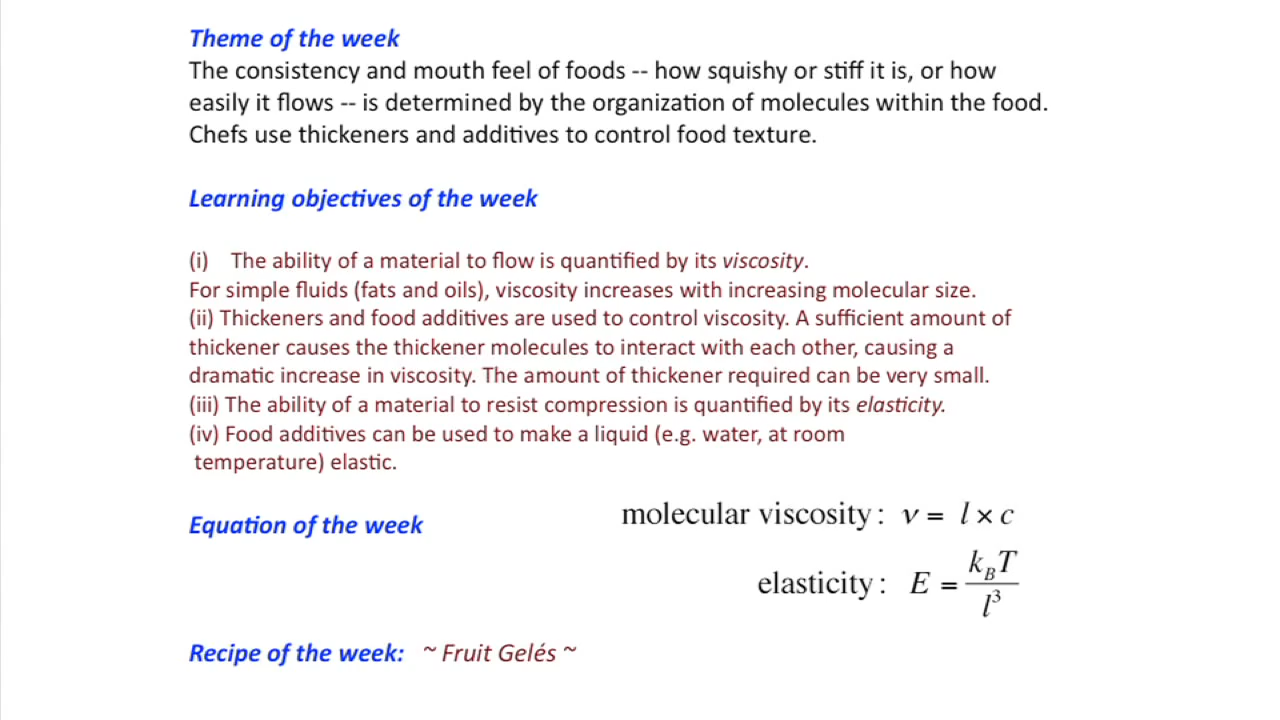 Theme of the week
The consistency and mouth feel of foods -- how squishy or stiff it is, or how
easily it flows -- is determined by the organization of molecules within the food.
Chefs use thickeners and additives to control food texture.
Learning objectives of the week
(i) The ability of a material to flow is quantified by its viscosity.
For simple fluids (fats and oils), viscosity increases with increasing molecular size.
(ii) Thickeners and food additives are used to control viscosity. A sufficient amount of
thickener causes the thickener molecules to interact with each other, causing a
dramatic increase in viscosity. The amount of thickener required can be very small.
(iii) The ability of a material to resist compression is quantified by its elasticity.
(iv) Food additives can be used to make a liquid (e.g. water, at room
temperature) elastic.
Equation of the week
molecular viscosity: ν = l × c
elasticity: E = k_B T / l³
Recipe of the week: ~ Fruit Gelés ~